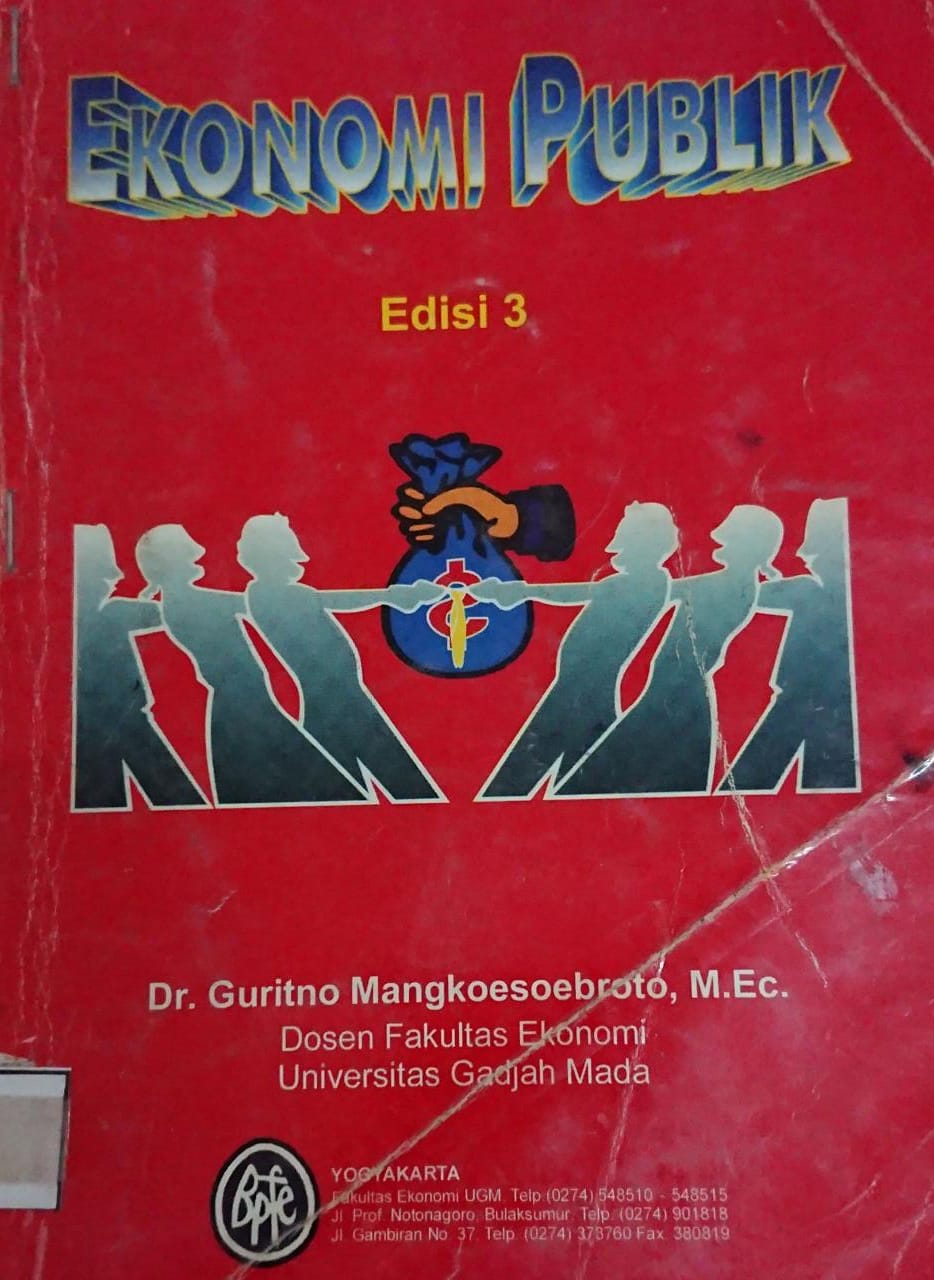 EKONOMI PUBLIK
Edisi 3
Dr. Guritno Mangkoesoebroto, M.Ec.
Dosen Fakultas Ekonomi
Universitas Gadjah Mada
Bpfe
YOGYAKARTA
Fakultas Ekonomi UGM. Telp.(0274) 548510 - 548515
Jl. Prof. Notonagoro, Bulaksumur, Telp. (0274) 901818
Jl. Gambiran No. 37. Telp. (0274) 373760 Fax. 380819